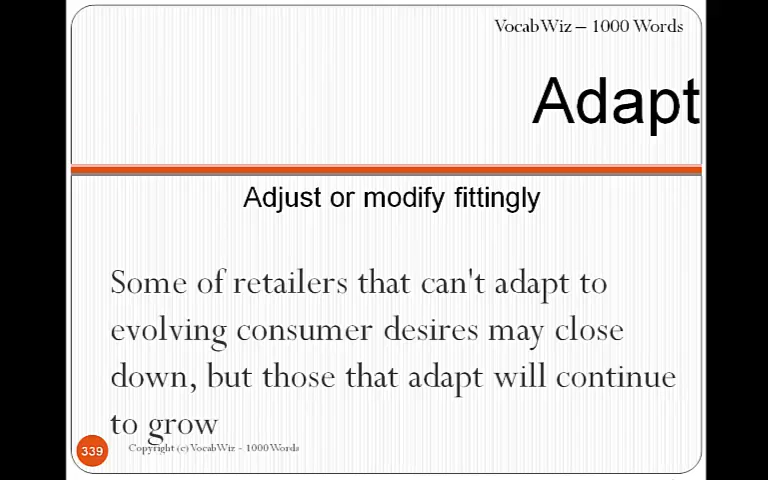 VocabWiz – 1000 Words
Adapt
Adjust or modify fittingly
Some of retailers that can't adapt to
evolving consumer desires may close
down, but those that adapt will continue
to grow
339
Copyright (c) VocabWiz - 1000 Words